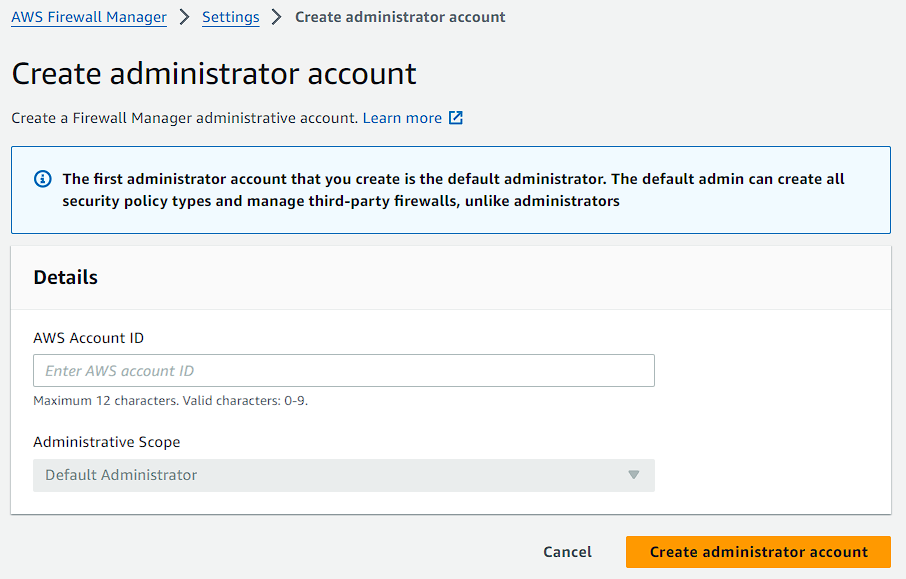 AWS Firewall Manager > Settings > Create administrator account
Create administrator account
Create a Firewall Manager administrative account. Learn more
The first administrator account that you create is the default administrator. The default admin can create all
security policy types and manage third-party firewalls, unlike administrators
Details
AWS Account ID
Enter AWS account ID
Maximum 12 characters. Valid characters: 0-9.
Administrative Scope
Default Administrator
Cancel
Create administrator account